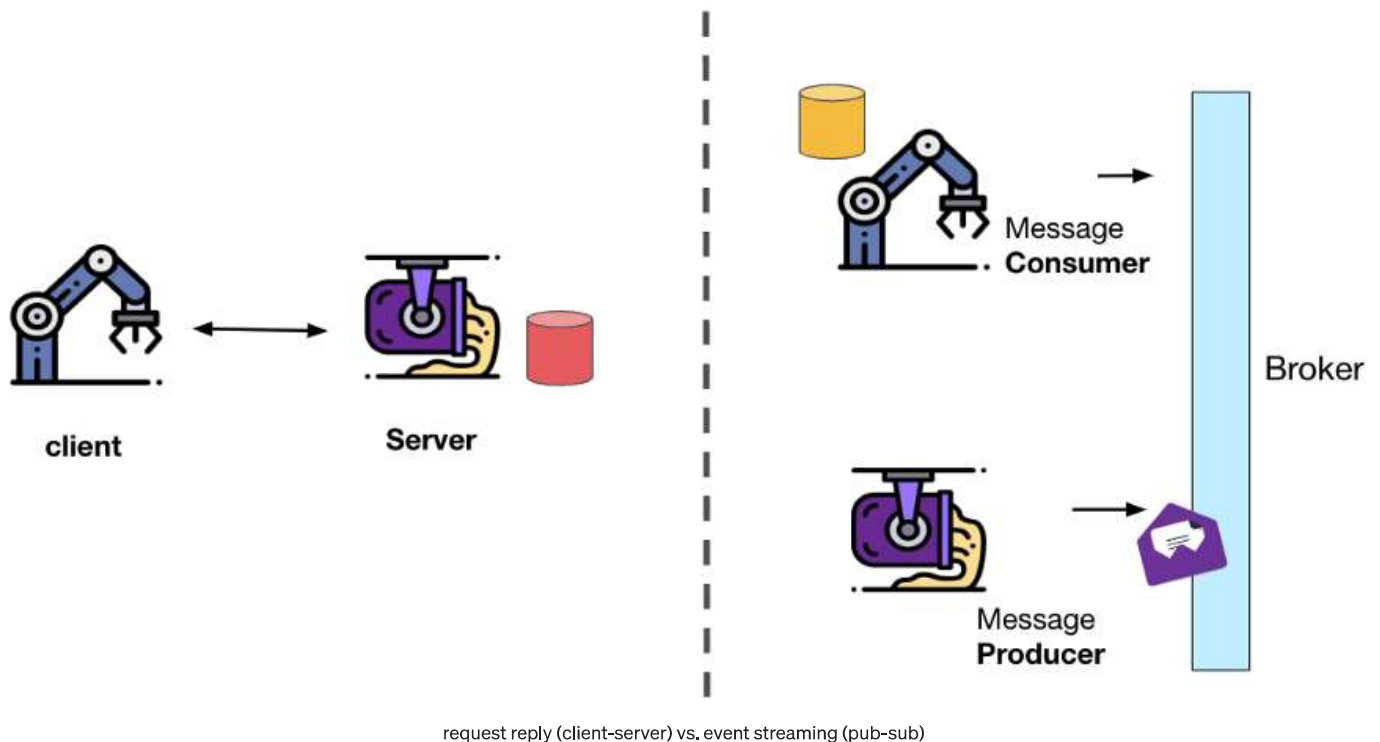 client
Server
Message
Consumer
Broker
Message
Producer
request reply (client-server) vs. event streaming (pub-sub)